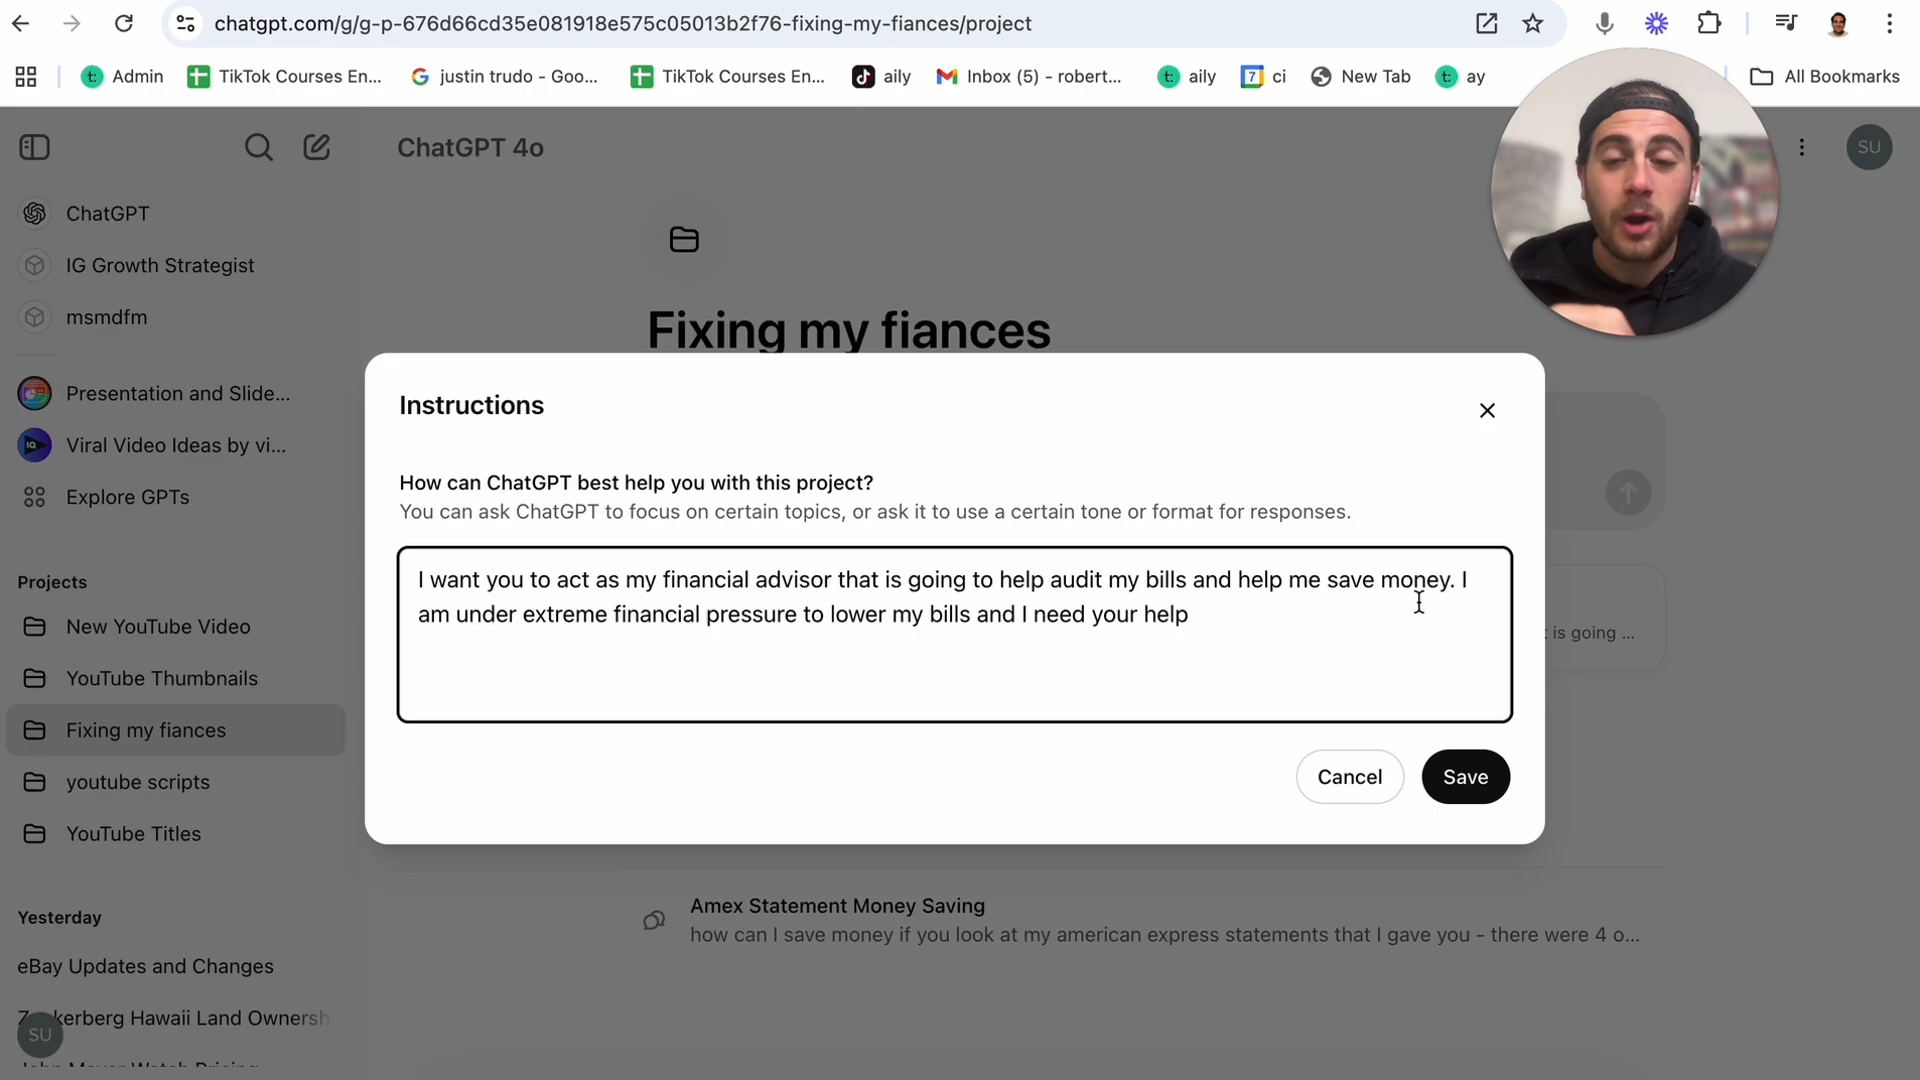 chatgpt.com/g/g-p-676d66cd35e081918e575c05013b2f76-fixing-my-fiances/project
Admin
TikTok Courses En...
justin trudo - Goo...
TikTok Courses En...
aily
Inbox (5) - robert...
aily
7 ci
New Tab
ay
All Bookmarks
ChatGPT 4o
SU
ChatGPT
IG Growth Strategist
msmdfm
Presentation and Slide...
Viral Video Ideas by vi...
Explore GPTs
Projects
New YouTube Video
YouTube Thumbnails
Fixing my fiances
youtube scripts
YouTube Titles
Yesterday
eBay Updates and Changes
Hawaii Land Ownersh
SU
Fixing my fiances
Instructions
How can ChatGPT best help you with this project?
You can ask ChatGPT to focus on certain topics, or ask it to use a certain tone or format for responses.
I want you to act as my financial advisor that is going to help audit my bills and help me save money. I
am under extreme financial pressure to lower my bills and I need your help
is going ...
Cancel
Save
Amex Statement Money Saving
how can I save money if you look at my american express statements that I gave you - there were 4 o...